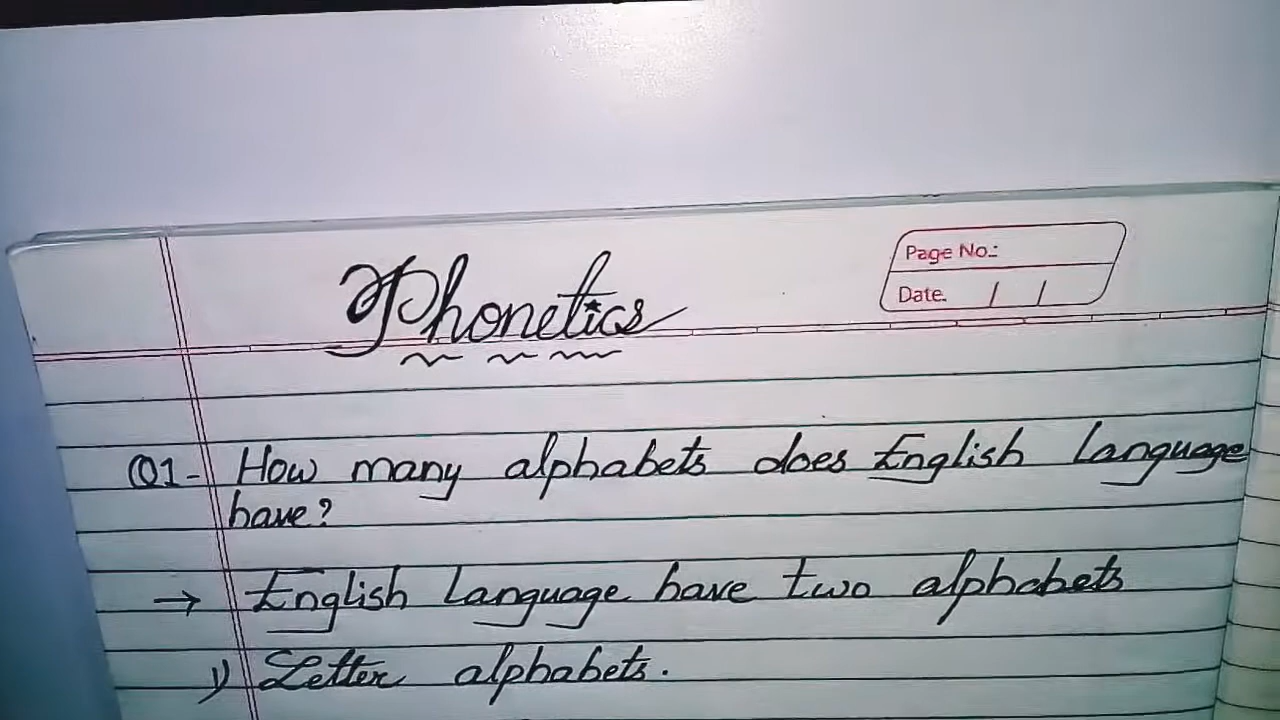 Phonetics
Page No.:
Date. / /
Q1- How many alphabets does English language
have?
→ English language have two alphabets
1) Letter alphabets.